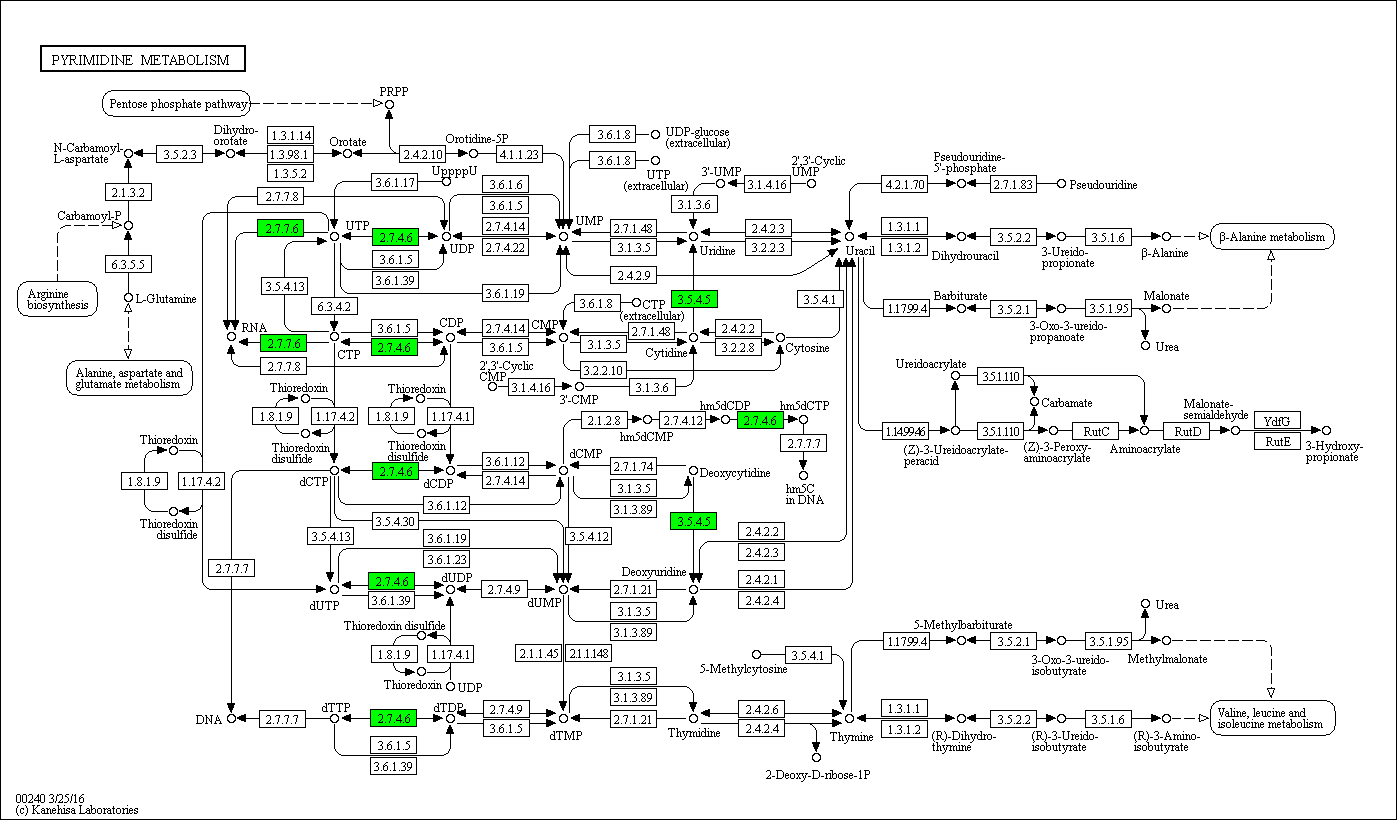 PYRIMIDINE METABOLISM
Pentose phosphate pathway
PRPP
N-Carbamoyl-
L-aspartate
3.5.2.3
Dihydro-
orotate
1.3.1.14
1.3.98.1
1.3.5.2
Orotate
2.4.2.10
Orotidine-5P
4.1.1.23
3.6.1.8
UDP-glucose
(extracellular)
3.6.1.8
UTP
(extracellular)
2.1.3.2
Carbamoyl-P
6.3.5.5
L-Glutamine
Arginine
biosynthesis
Alanine, aspartate and
glutamate metabolism
UppppU
3.6.1.17
2.7.7.8
3.6.1.6
3.6.1.5
2.7.4.14
2.7.4.22
2.7.7.6
UTP
2.7.4.6
UDP
3.6.1.5
3.6.1.39
3.6.1.19
UMP
3'-UMP
3.1.4.16
2',3'-Cyclic
UMP
3.1.3.6
2.7.1.48
3.1.3.5
Uridine
2.4.2.3
3.2.2.3
2.4.2.9
Uracil
4.2.1.70
Pseudouridine-
5'-phosphate
2.7.1.83
Pseudouridine
1.3.1.1
1.3.1.2
Dihydrouracil
3.5.2.2
3-Ureido-
propionate
3.5.1.6
β-Alanine
β-Alanine metabolism
3.5.4.13
6.3.4.2
3.5.4.5
3.5.4.1
3.6.1.8
CTP
(extracellular)
1.1.799.4
Barbiturate
3.5.2.1
3-Oxo-3-ureido-
propanoate
3.5.1.95
Malonate
Urea
RNA
2.7.7.6
CTP
3.6.1.5
2.7.4.6
CDP
2.7.4.14
3.6.1.5
CMP
2.7.1.48
3.1.3.5
Cytidine
2.4.2.2
3.2.2.8
Cytosine
2.7.7.8
3.2.2.10
2',3'-Cyclic
CMP
3.1.4.16
3'-CMP
3.1.3.6
Ureidoacrylate
3.5.1.110
Carbamate
Thioredoxin
1.8.1.9
1.17.4.2
Thioredoxin
disulfide
Thioredoxin
1.8.1.9
1.17.4.1
Thioredoxin
disulfide
2.1.2.8
hm5dCMP
2.7.4.12
hm5dCDP
2.7.4.6
hm5dCTP
2.7.7.7
hm5C
in DNA
1.14.99.46
(Z)-3-Ureidoacrylate-
peracid
3.5.1.110
(Z)-3-Peroxy-
aminoacrylate
RutC
Aminoacrylate
RutD
Malonate-
semialdehyde
YdfG
RutE
3-Hydroxy-
propionate
Thioredoxin
1.8.1.9
1.17.4.2
Thioredoxin
disulfide
dCTP
2.7.4.6
dCDP
3.6.1.12
2.7.4.14
dCMP
2.7.1.74
3.1.3.5
3.1.3.89
Deoxycytidine
3.6.1.12
3.5.4.30
3.5.4.13
3.5.4.12
3.5.4.5
2.4.2.2
2.4.2.3
3.6.1.19
3.6.1.23
2.7.7.7
dUTP
2.7.4.6
3.6.1.39
dUDP
2.7.4.9
dUMP
Deoxyuridine
2.7.1.21
3.1.3.5
3.1.3.89
2.4.2.1
2.4.2.4
Thioredoxin disulfide
1.8.1.9
1.17.4.1
Thioredoxin
UDP
2.1.1.45
2.1.1.148
5-Methylcytosine
3.5.4.1
5-Methylbarbiturate
1.1.799.4
3.5.2.1
3-Oxo-3-ureido-
isobutyrate
3.5.1.95
Methylmalonate
Urea
DNA
2.7.7.7
dTTP
2.7.4.6
dTDP
3.6.1.5
3.6.1.39
2.7.4.9
3.6.1.5
dTMP
3.1.3.5
3.1.3.89
2.7.1.21
Thymidine
2.4.2.6
2.4.2.4
Thymine
2-Deoxy-D-ribose-1P
1.3.1.1
1.3.1.2
(R)-Dihydro-
thymine
3.5.2.2
(R)-3-Ureido-
isobutyrate
3.5.1.6
(R)-3-Amino-
isobutyrate
Valine, leucine and
isoleucine metabolism
00240 3/25/16
(c) Kanehisa Laboratories